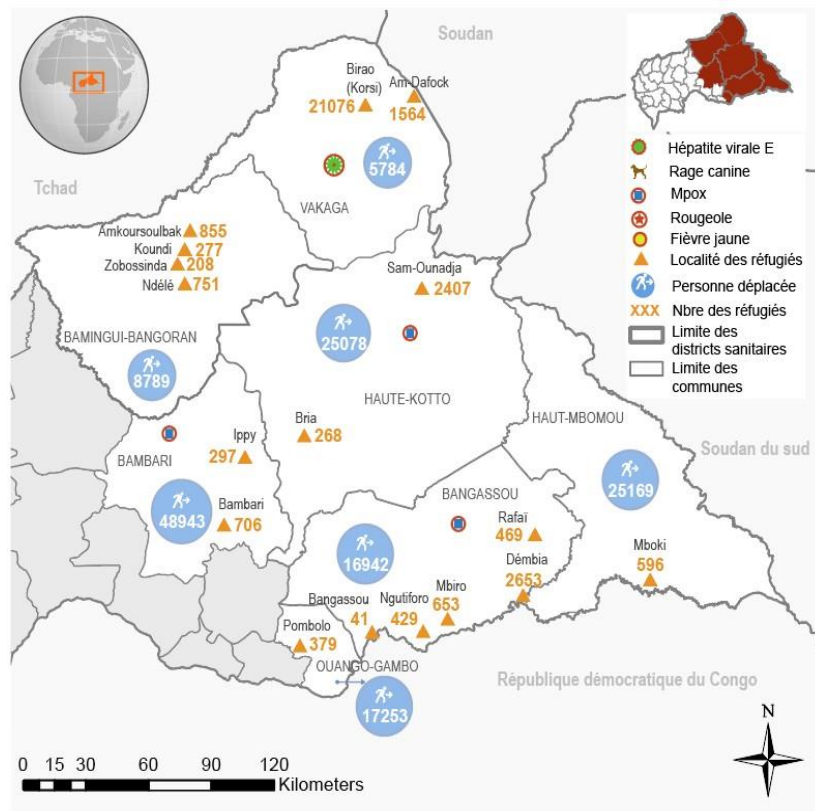 Soudan
Birao
(Korsi)
Am-Dafock
21076
1564
5784
VAKAGA
Tchad
Amkoursoulbak 855
Koundi 277
Zobossinda 208
Ndélé 751
BAMINGUI-BANGORAN
8789
Sam-Ounadja
2407
25078
HAUTE-KOTTO
Bria
268
HAUT-MBOMOU
Soudan du sud
25169
Mboki
596
BAMBARI
Ippy
297
Bambari
48943
706
BANGASSOU
Rafaï
469
16942
Démbia
2653
Bangassou
41
Ngutiforo
429
Mbiro
653
Pombolo
379
OUANGO-GAMBO
17253
République démocratique du Congo
Hépatite virale E
Rage canine
Mpox
Rougeole
Fièvre jaune
Localité des réfugiés
Personne déplacée
XXX Nbre des réfugiés
Limite des
districts sanitaires
Limite des
communes
N
0 15 30 60 90 120
Kilometers